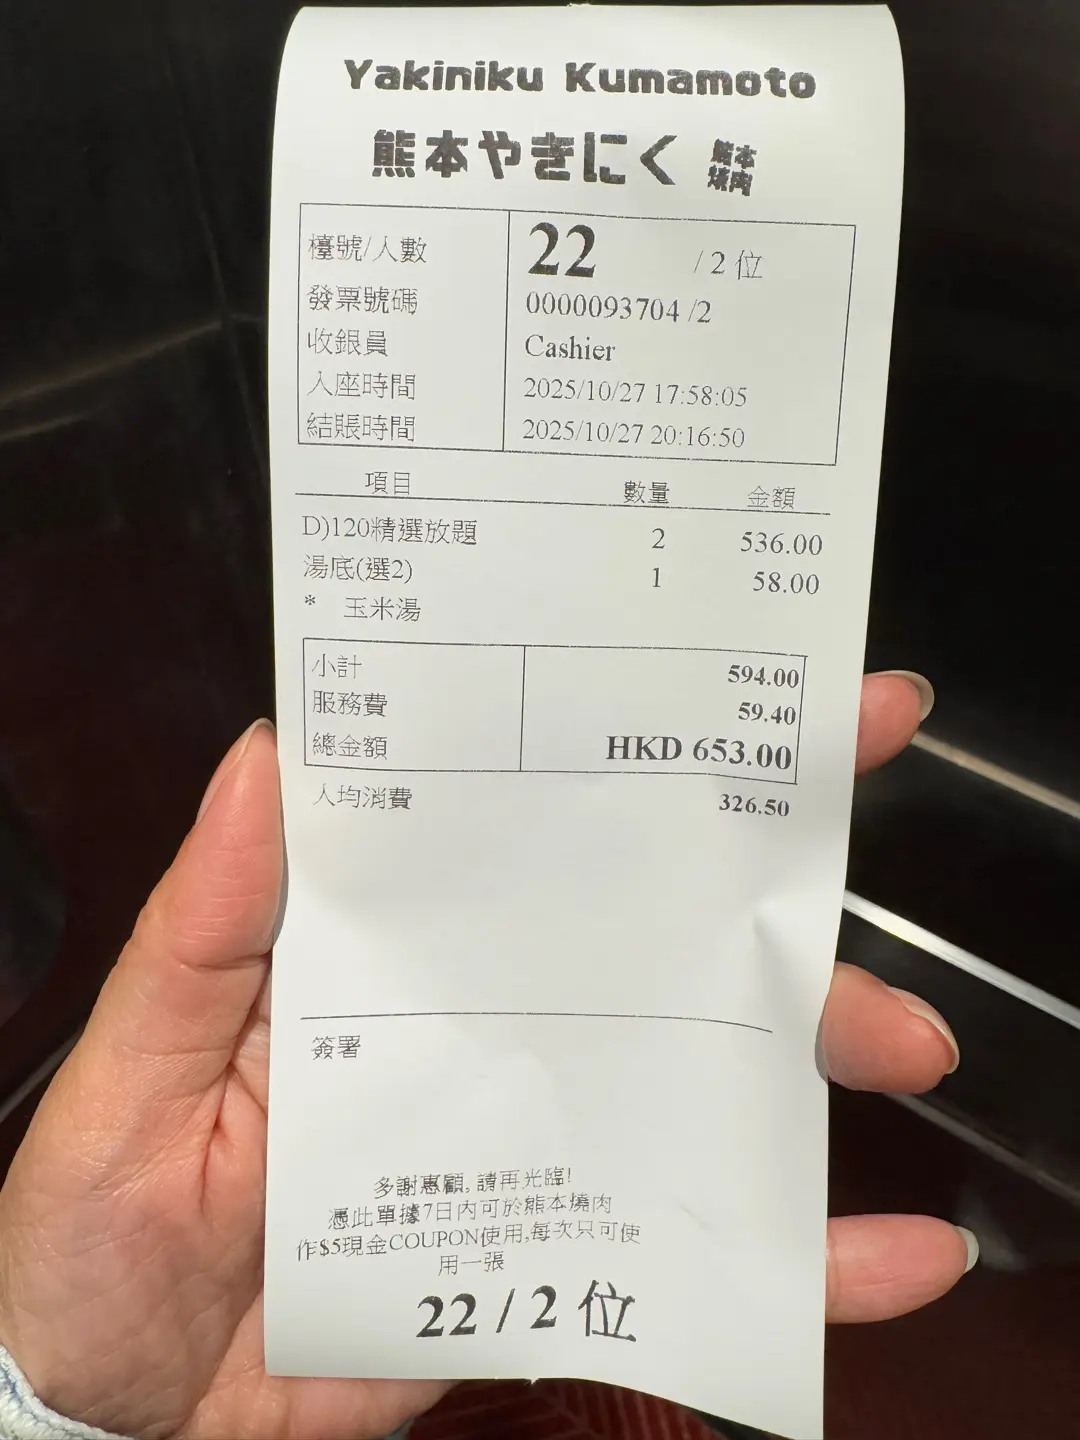 Yakiniku Kumamoto
熊本やきにく 熊本燒肉
檯號/人數 22 / 2 位
發票號碼 0000093704 /2
收銀員 Cashier
入座時間 2025/10/27 17:58:05
結賬時間 2025/10/27 20:16:50
項目 數量 金額
D)120精選放題 2 536.00
湯底(選2) 1 58.00
* 玉米湯
小計 594.00
服務費 59.40
總金額 HKD 653.00
人均消費 326.50
簽署
多謝惠顧, 請再光臨!
憑此單據7日內可於熊本燒肉
作$5現金COUPON使用,每次只可使
用一張
22 / 2 位